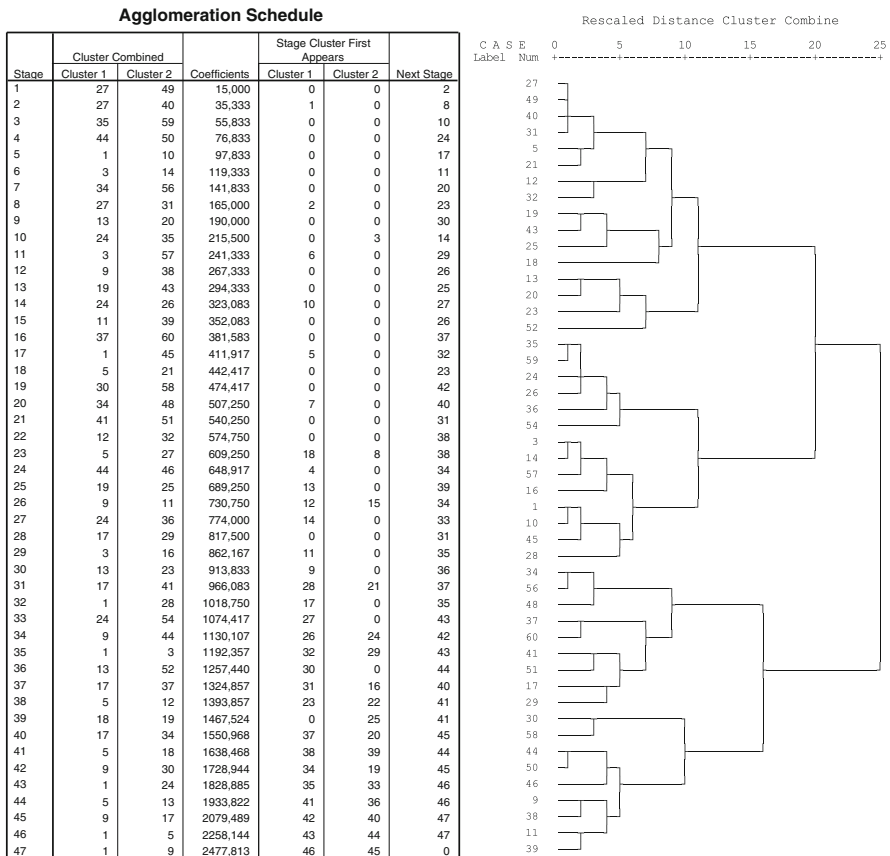 Agglomeration Schedule
Stage Cluster Combined Coefficients Stage Cluster First Appears Next Stage
Cluster 1 Cluster 2 Cluster 1 Cluster 2
1 27 49 15,000 0 0 2
2 27 40 35,333 1 0 8
3 35 59 55,833 0 0 10
4 44 50 76,833 0 0 24
5 1 10 97,833 0 0 17
6 3 14 119,333 0 0 11
7 34 56 141,833 0 0 20
8 27 31 165,000 2 0 23
9 13 20 190,000 0 0 30
10 24 35 215,500 0 3 14
11 3 57 241,333 6 0 29
12 9 38 267,333 0 0 26
13 19 43 294,333 0 0 25
14 24 26 323,083 10 0 27
15 11 39 352,083 0 0 26
16 37 60 381,583 0 0 37
17 1 45 411,917 5 0 32
18 5 21 442,417 0 0 23
19 30 58 474,417 0 0 42
20 34 48 507,250 7 0 40
21 41 51 540,250 0 0 31
22 12 32 574,750 0 0 38
23 5 27 609,250 18 8 38
24 44 46 648,917 4 0 34
25 19 25 689,250 13 0 39
26 9 11 730,750 12 15 34
27 24 36 774,000 14 0 33
28 17 29 817,500 0 0 31
29 3 16 862,167 11 0 35
30 13 23 913,833 9 0 36
31 17 41 966,083 28 21 37
32 1 28 1018,750 17 0 35
33 24 54 1074,417 27 0 43
34 9 44 1130,107 26 24 42
35 1 3 1192,357 32 29 43
36 13 52 1257,440 30 0 44
37 17 37 1324,857 31 16 40
38 5 12 1393,857 23 22 41
39 18 19 1467,524 0 25 41
40 17 34 1550,968 37 20 45
41 5 18 1638,468 38 39 44
42 9 30 1728,944 34 19 45
43 1 24 1828,885 35 33 46
44 5 13 1933,822 41 36 46
45 9 17 2079,489 42 40 47
46 1 5 2258,144 43 44 47
47 1 9 2477,813 46 45 0
Rescaled Distance Cluster Combine
C A S E 0 5 10 15 20 25
Label Num
27
49
40
31
5
21
12
32
19
43
25
18
13
20
23
52
35
59
24
26
36
54
3
14
57
16
1
10
45
28
34
56
48
37
60
41
51
17
29
30
58
44
50
46
9
38
11
39